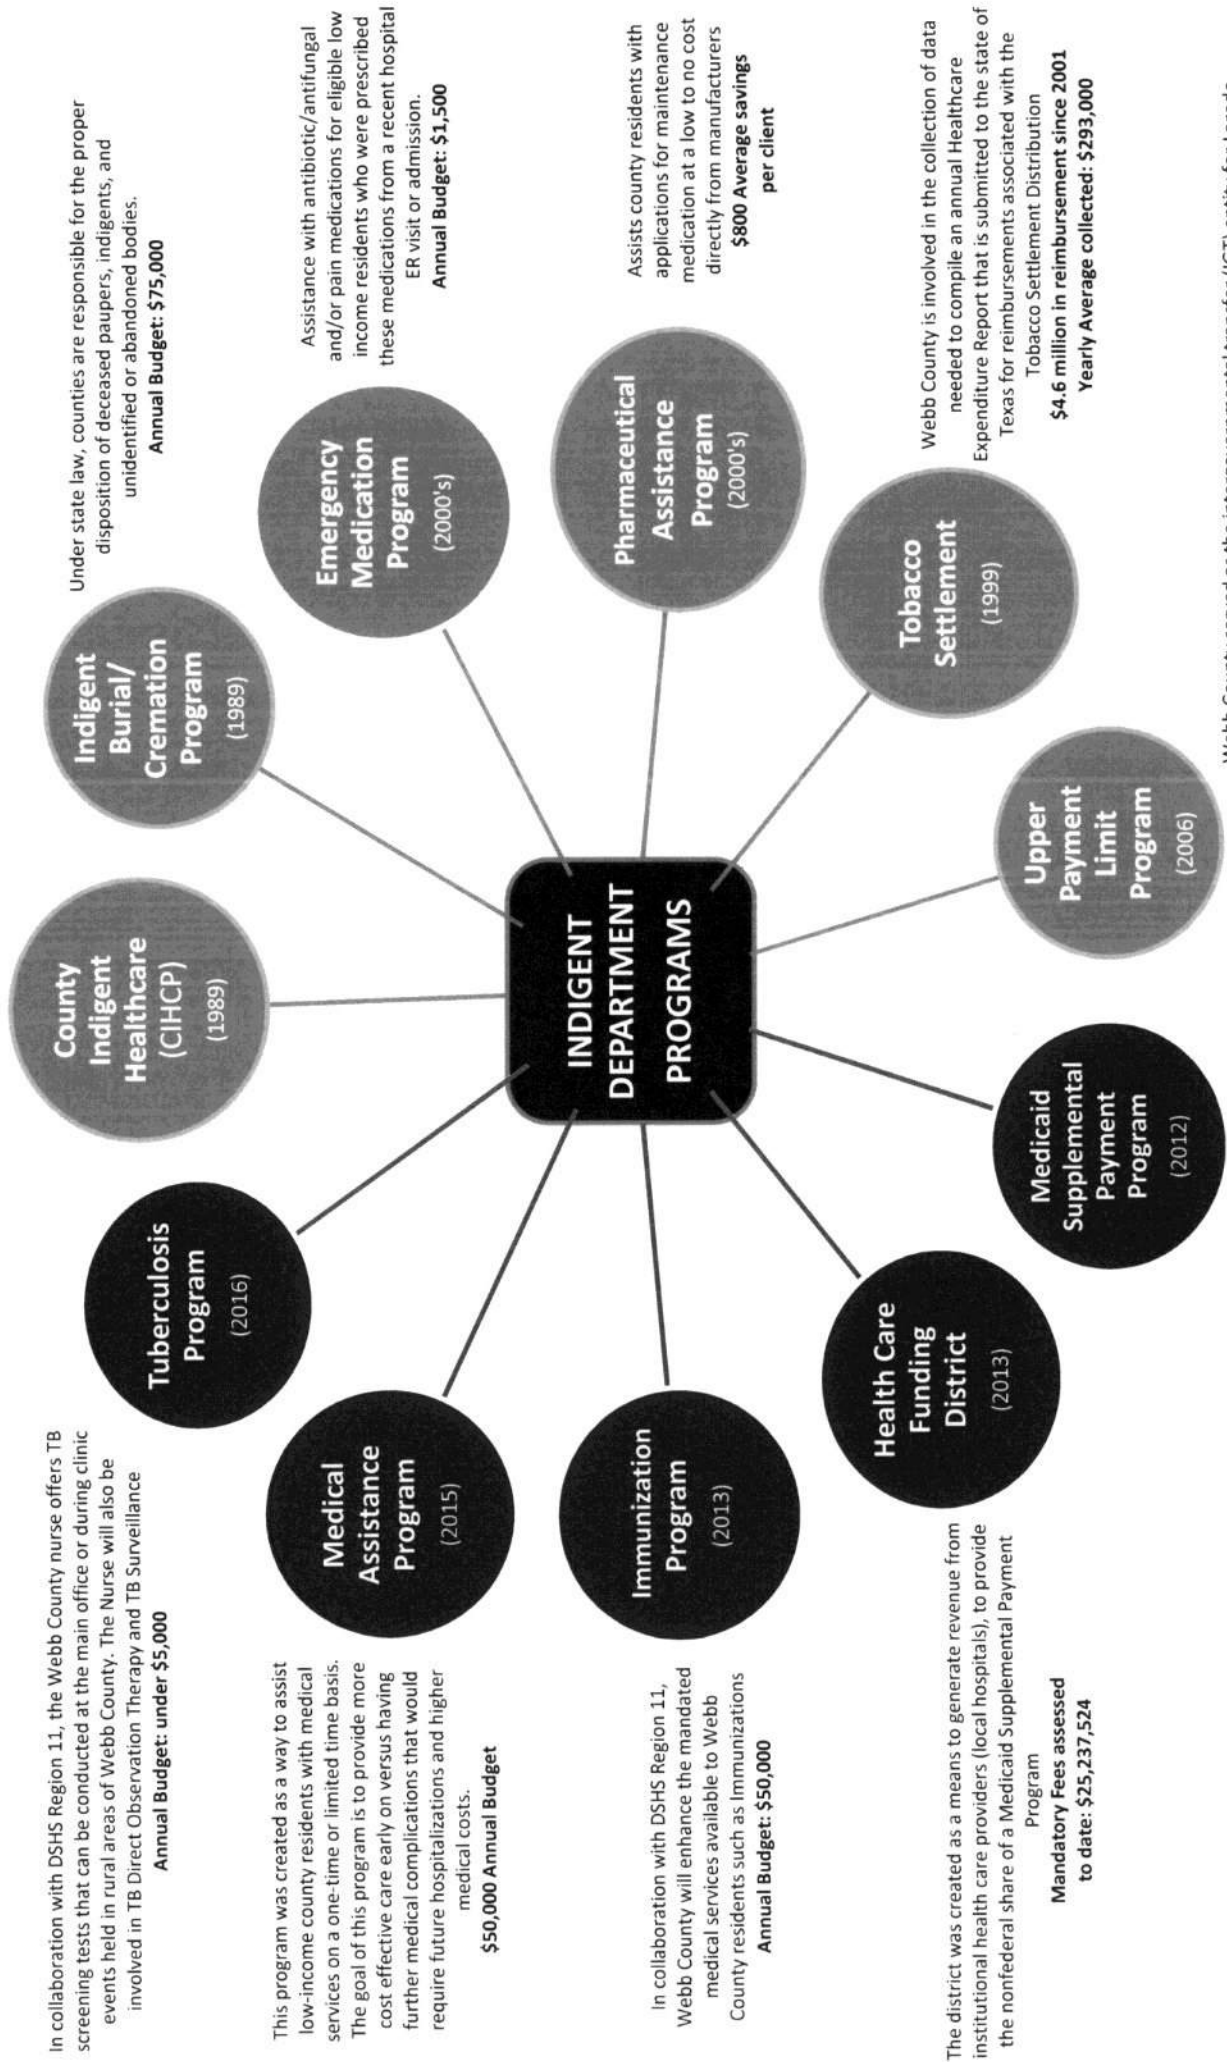 In collaboration with DSHS Region 11, the Webb County nurse offers TB
screening tests that can be conducted at the main office or during clinic
events held in rural areas of Webb County. The Nurse will also be
involved in TB Direct Observation Therapy and TB Surveillance
Annual Budget: under $5,000
Tuberculosis
Program
(2016)
County
Indigent
Healthcare
(CIHCP)
(1989)
Indigent
Burial/
Cremation
Program
(1989)
Under state law, counties are responsible for the proper
disposition of deceased paupers, indigents, and
unidentified or abandoned bodies.
Annual Budget: $75,000
This program was created as a way to assist
low-income county residents with medical
services on a one-time or limited time basis.
The goal of this program is to provide more
cost effective care early on versus having
further medical complications that would
require future hospitalizations and higher
medical costs.
$50,000 Annual Budget
Medical
Assistance
Program
(2015)
Emergency
Medication
Program
(2000's)
Assistance with antibiotic/antifungal
and/or pain medications for eligible low
income residents who were prescribed
these medications from a recent hospital
ER visit or admission.
Annual Budget: $1,500
INDIGENT
DEPARTMENT
PROGRAMS
In collaboration with DSHS Region 11,
Webb County will enhance the mandated
medical services available to Webb
County residents such as Immunizations
Annual Budget: $50,000
Immunization
Program
(2013)
Pharmaceutical
Assistance
Program
(2000's)
Assists county residents with
applications for maintenance
medication at a low to no cost
directly from manufacturers
$800 Average savings
per client
The district was created as a means to generate revenue from
institutional health care providers (local hospitals), to provide
the nonfederal share of a Medicaid Supplemental Payment
Program
Mandatory Fees assessed
to date: $25,237,524
Health Care
Funding
District
(2013)
Medicaid
Supplemental
Payment
Program
(2012)
Upper
Payment
Limit
Program
(2006)
Tobacco
Settlement
(1999)
Webb County is involved in the collection of data
needed to compile an annual Healthcare
Expenditure Report that is submitted to the state of
Texas for reimbursements associated with the
Tobacco Settlement Distribution
$4.6 million in reimbursement since 2001
Yearly Average collected: $293,000